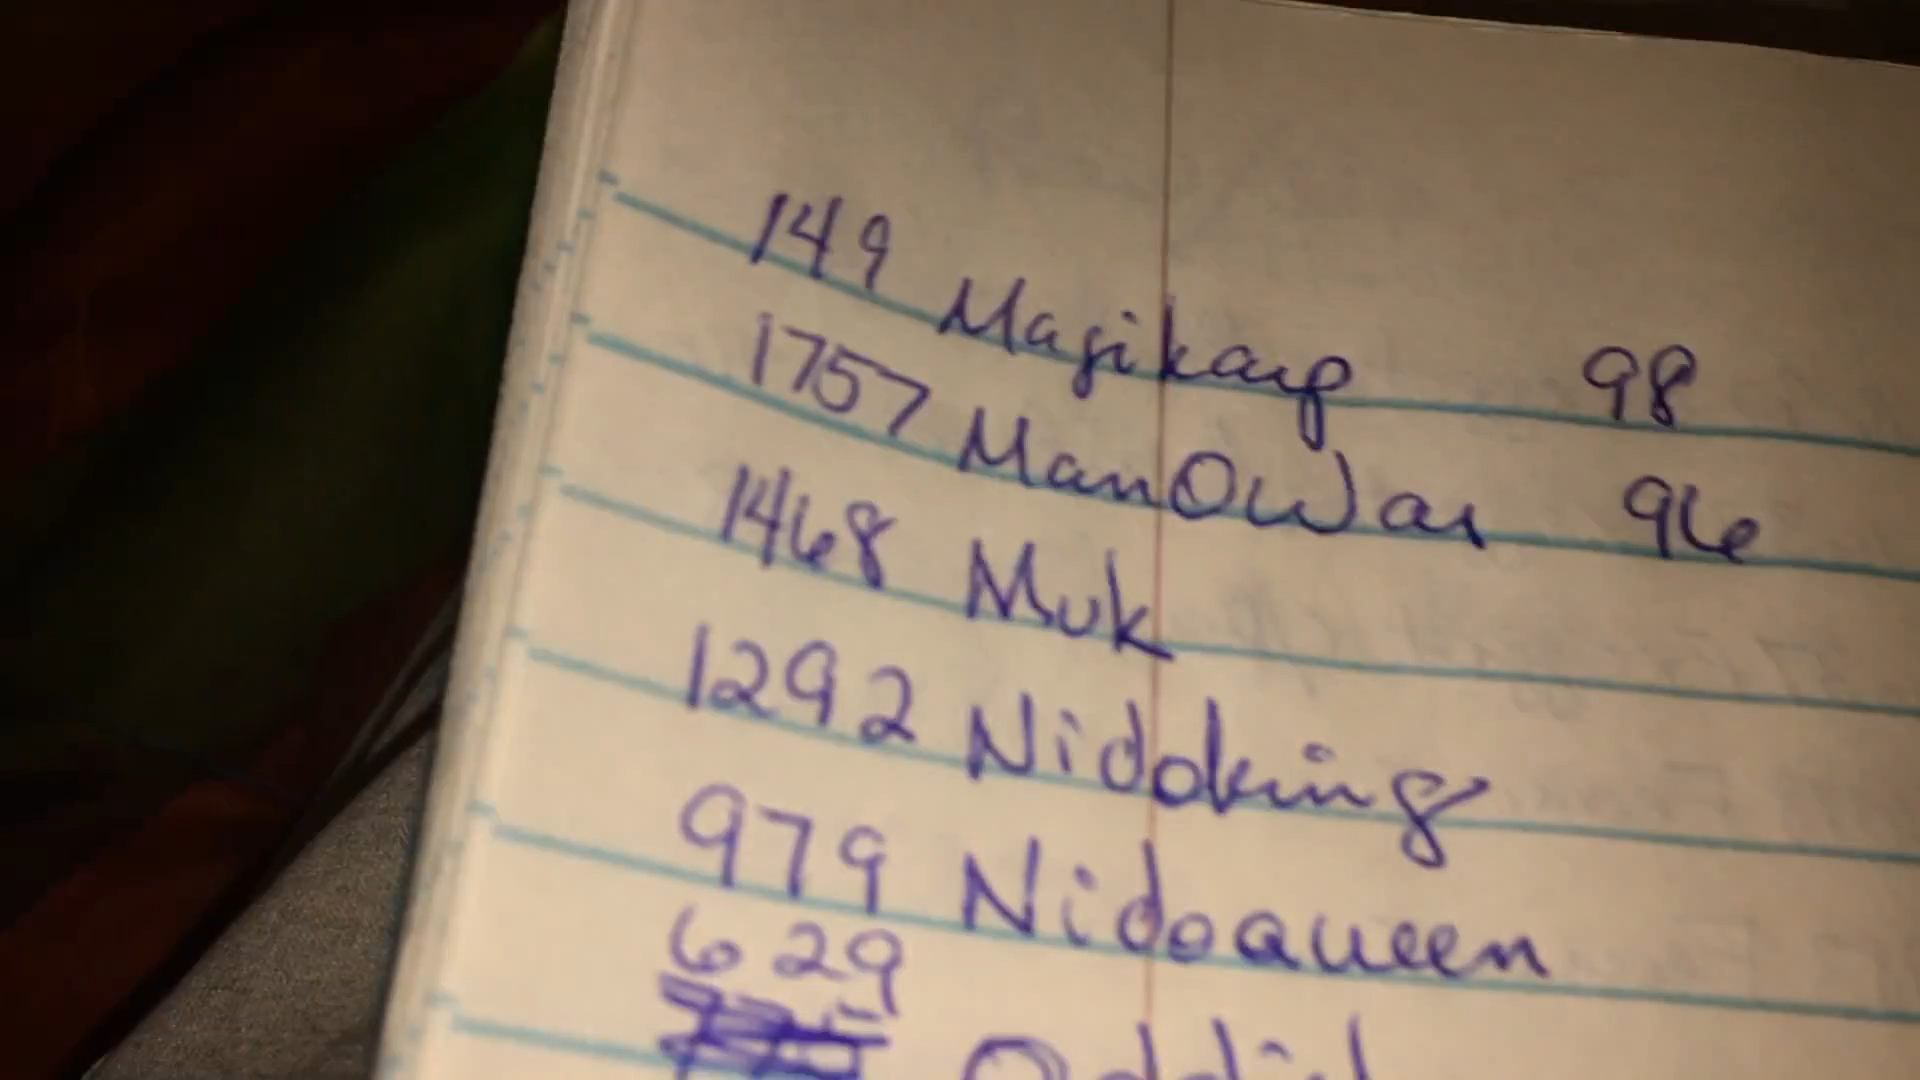 149 Magikarp 98
1757 ManOWar 96
1468 Muk
1292 Nidoking
979 Nidoqueen
629